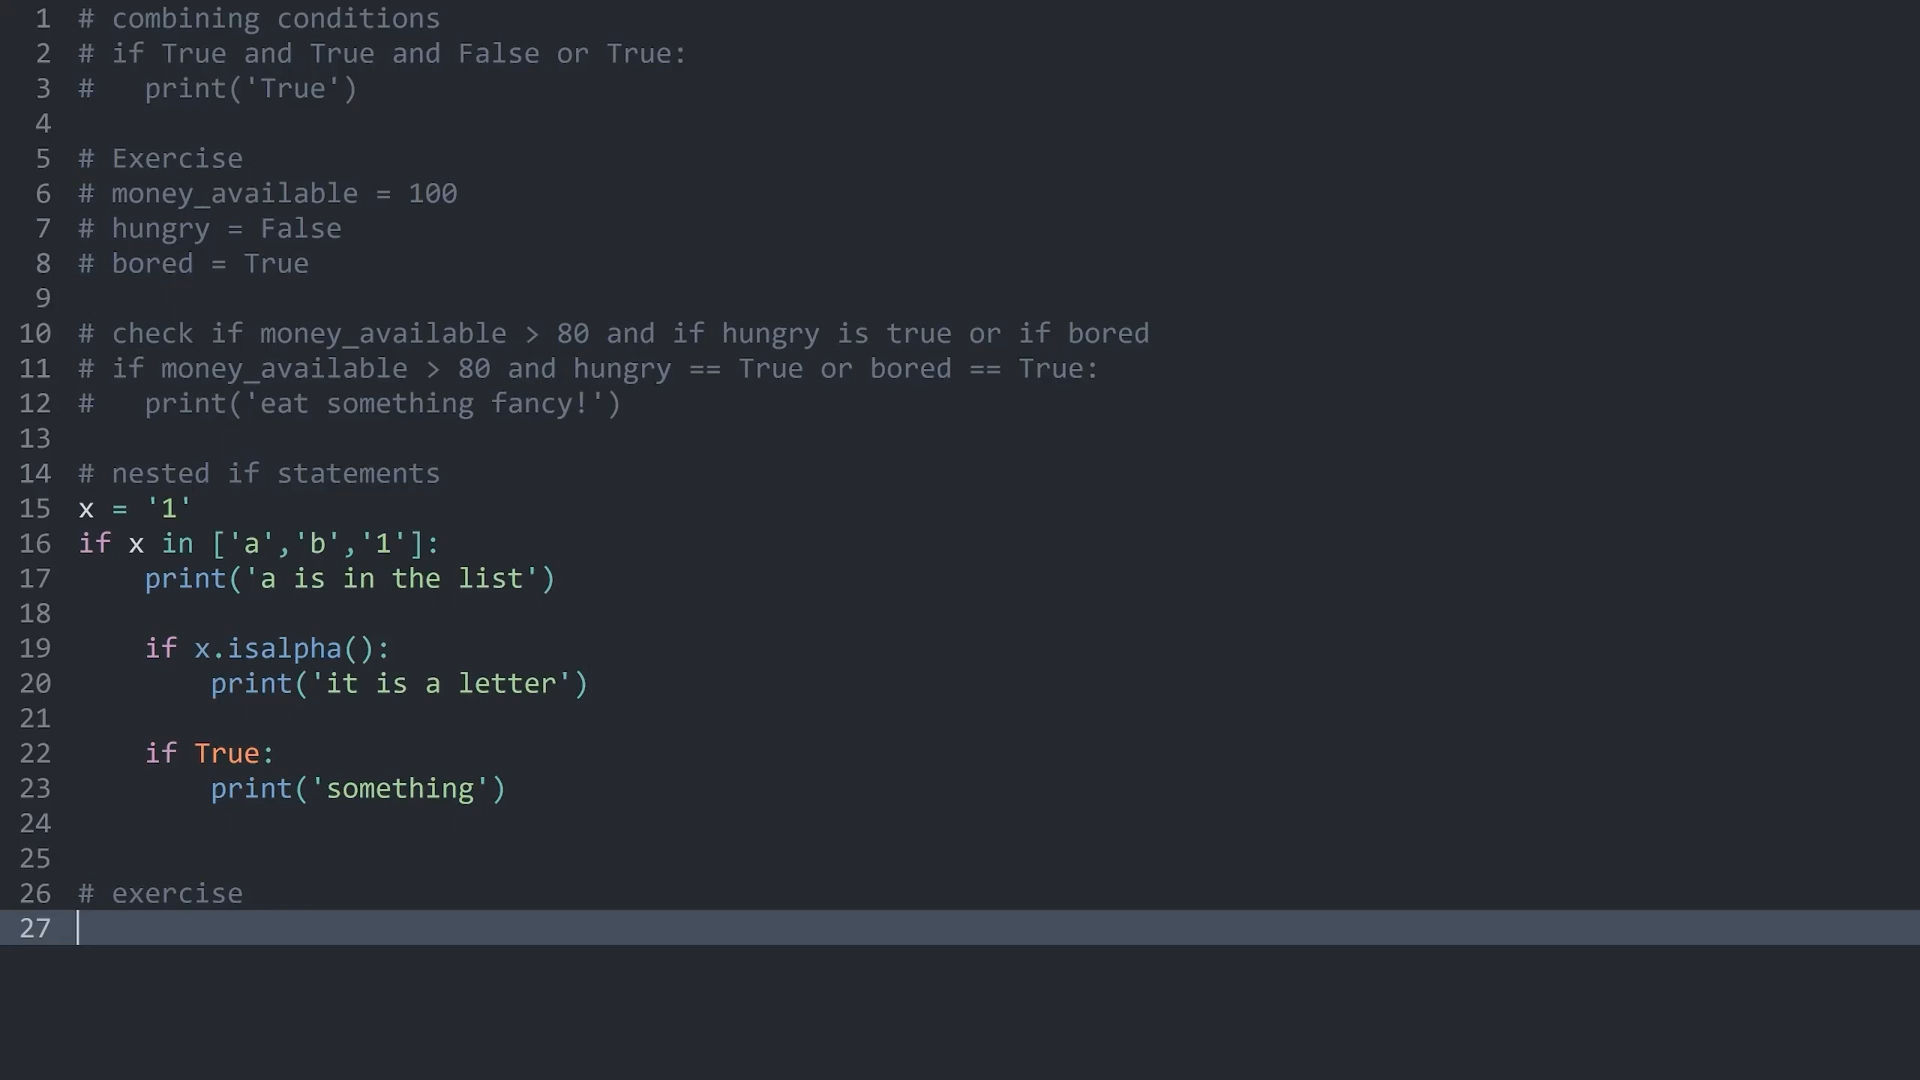 1 # combining conditions
2 # if True and True and False or True:
3 #   print('True')
4
5 # Exercise
6 # money_available = 100
7 # hungry = False
8 # bored = True
9
10 # check if money_available > 80 and if hungry is true or if bored
11 # if money_available > 80 and hungry == True or bored == True:
12 #   print('eat something fancy!')
13
14 # nested if statements
15 x = '1'
16 if x in ['a','b','1']:
17     print('a is in the list')
18
19     if x.isalpha():
20         print('it is a letter')
21
22     if True:
23         print('something')
24
25
26 # exercise
27